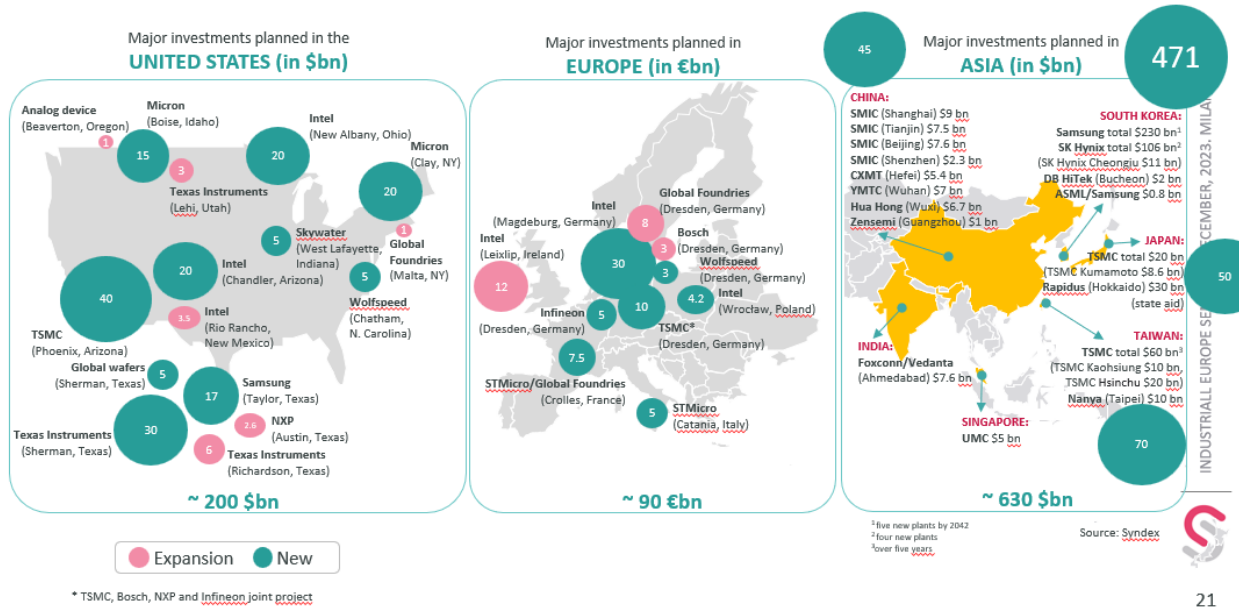 Major investments planned in the
UNITED STATES (in $bn)
Analog device
(Beaverton, Oregon)
1
Micron
(Boise, Idaho)
15
3
Texas Instruments
(Lehi, Utah)
Intel
(New Albany, Ohio)
20
Micron
(Clay, NY)
20
1
Global
Foundries
(Malta, NY)
Skywater
(West Lafayette,
Indiana)
5
5
Wolfspeed
(Chatham,
N. Carolina)
20
Intel
(Chandler, Arizona)
40
TSMC
(Phoenix, Arizona)
3.5
Intel
(Rio Rancho,
New Mexico)
Global wafers
(Sherman, Texas)
5
17
Samsung
(Taylor, Texas)
30
Texas Instruments
(Sherman, Texas)
2.6
NXP
(Austin, Texas)
6
Texas Instruments
(Richardson, Texas)
~ 200 $bn
Major investments planned in
EUROPE (in €bn)
Global Foundries
(Dresden, Germany)
8
Intel
(Magdeburg, Germany)
30
Intel
(Leixlip, Ireland)
12
3
Bosch
(Dresden, Germany)
3
Wolfspeed
(Dresden, Germany)
4.2
Intel
(Wrocław, Poland)
Infineon
(Dresden, Germany)
5
10
TSMC*
(Dresden, Germany)
7.5
STMicro/Global Foundries
(Crolles, France)
5
STMicro
(Catania, Italy)
~ 90 €bn
45
Major investments planned in
ASIA (in $bn)
471
CHINA:
SMIC (Shanghai) $9 bn
SMIC (Tianjin) $7.5 bn
SMIC (Beijing) $7.6 bn
SMIC (Shenzhen) $2.3 bn
CXMT (Hefei) $5.4 bn
YMTC (Wuhan) $7 bn
Hua Hong (Wuxi) $6.7 bn
Zensemi (Guangzhou) $1 bn
SOUTH KOREA:
Samsung total $230 bn¹
SK Hynix total $106 bn²
(SK Hynix Cheongju $11 bn)
DB HiTek (Bucheon) $2 bn
ASML/Samsung $0.8 bn
JAPAN:
TSMC total $20 bn
(TSMC Kumamoto $8.6 bn)
Rapidus (Hokkaido) $30 bn
(state aid)
50
TAIWAN:
TSMC total $60 bn³
(TSMC Kaohsiung $10 bn,
TSMC Hsinchu $20 bn)
Nanya (Taipei) $10 bn
70
INDIA:
Foxconn/Vedanta
(Ahmedabad) $7.6 bn
SINGAPORE:
UMC $5 bn
~ 630 $bn
INDUSTRIALL EUROPE SE
ECEMBER, 2023. MILA
¹ five new plants by 2042
² four new plants
³over five years
Source: Syndex
Expansion
New
* TSMC, Bosch, NXP and Infineon joint project
21